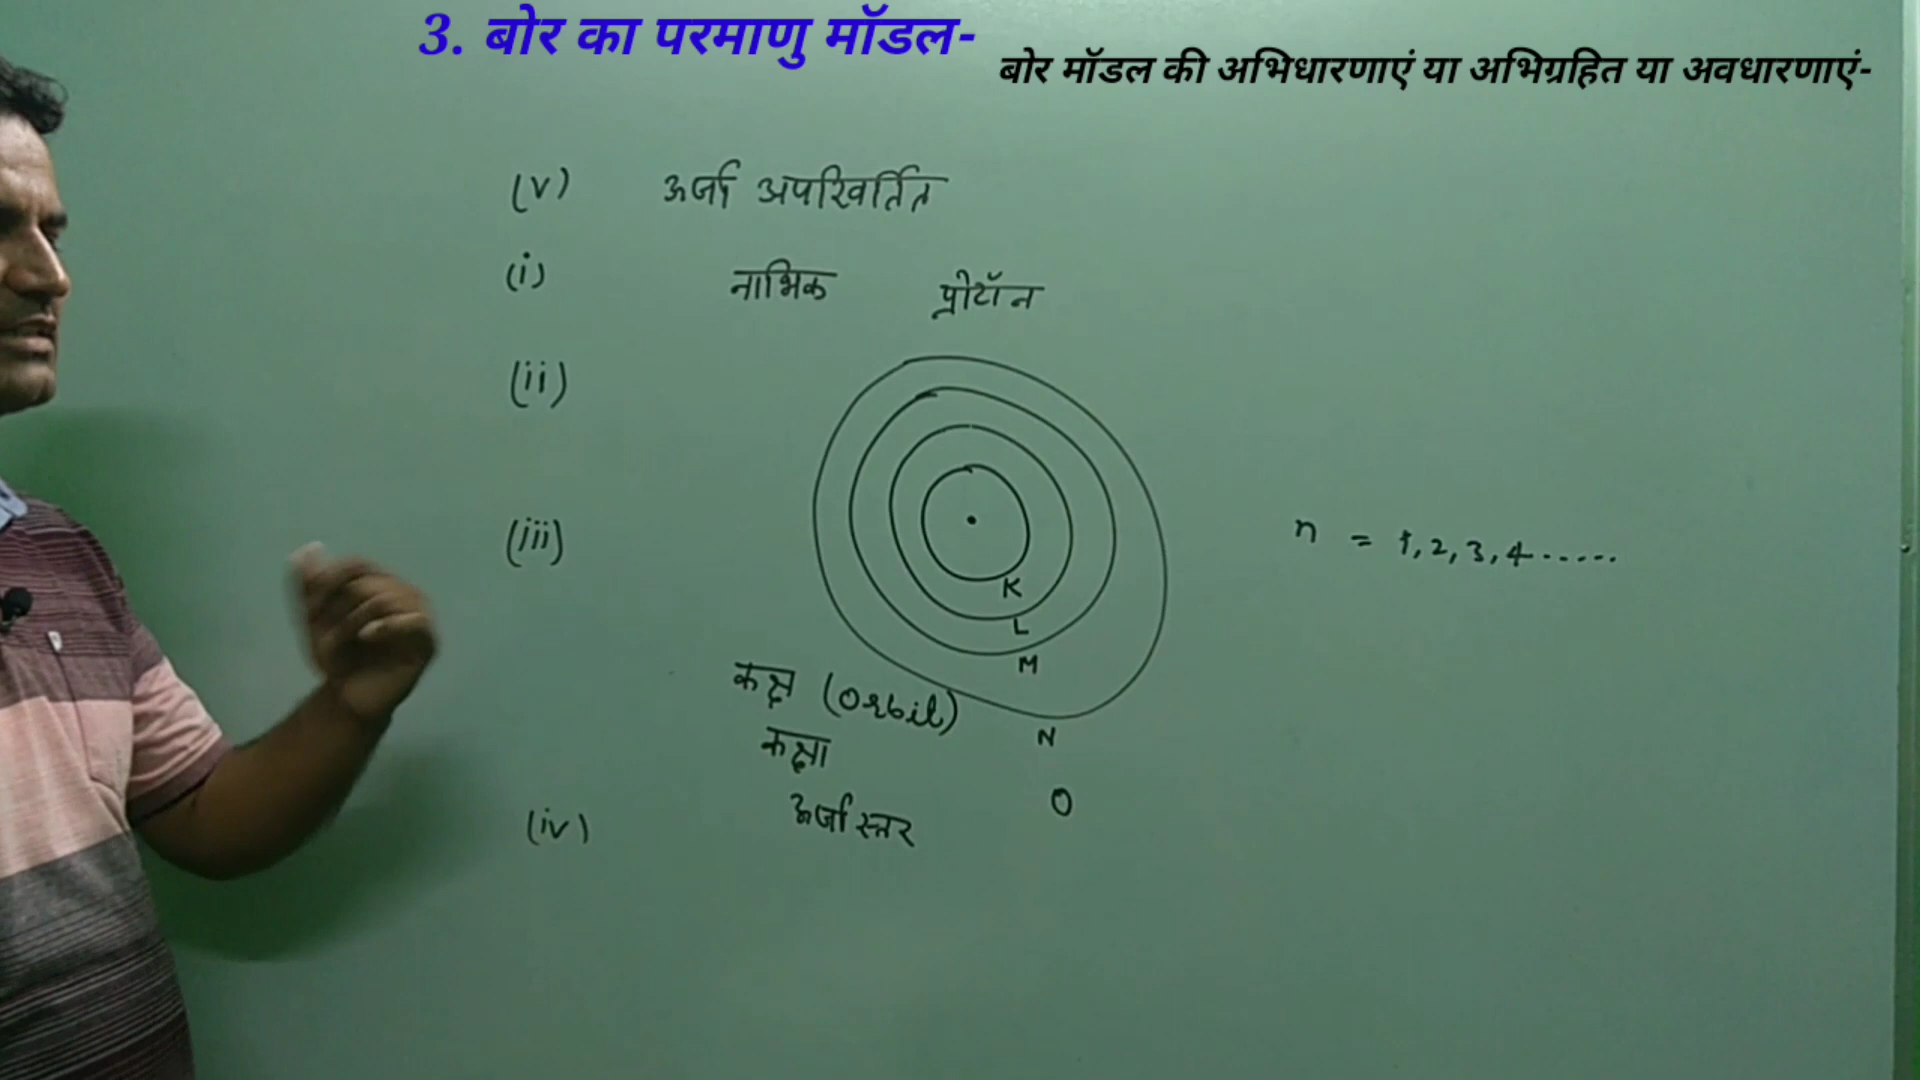 3. बोर का परमाणु मॉडल-
बोर मॉडल की अभिधारणाएं या अभिग्रहित या अवधारणाएं-
(v) ऊर्जा अपरिवर्तित
(i) नाभिक प्रोटॉन
(ii)
(iii)
n = 1, 2, 3, 4......
K
L
M
कक्ष (Orbit)
N
कक्षा
O
(iv) ऊर्जा स्तर